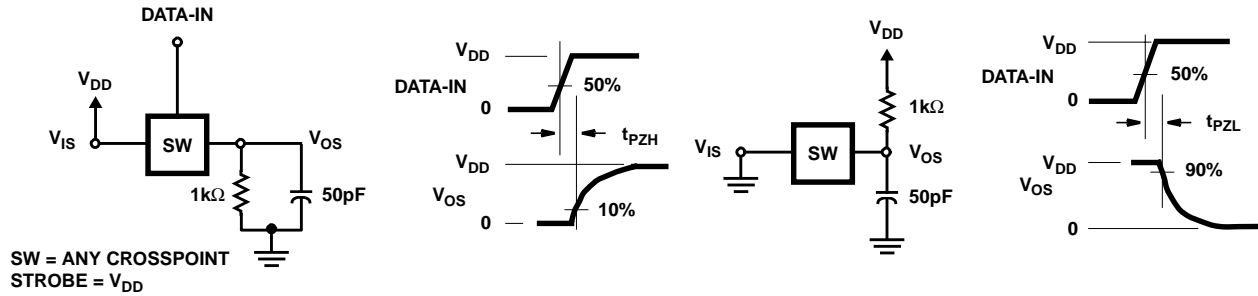 DATA-IN
V_DD
V_IS
SW
V_OS
1kΩ
50pF
SW = ANY CROSSPOINT
STROBE = V_DD
V_DD
DATA-IN
0
50%
t_PZH
V_DD
V_OS
0
10%
V_DD
1kΩ
V_IS
SW
V_OS
50pF
V_DD
DATA-IN
0
50%
t_PZL
V_DD
V_OS
0
90%